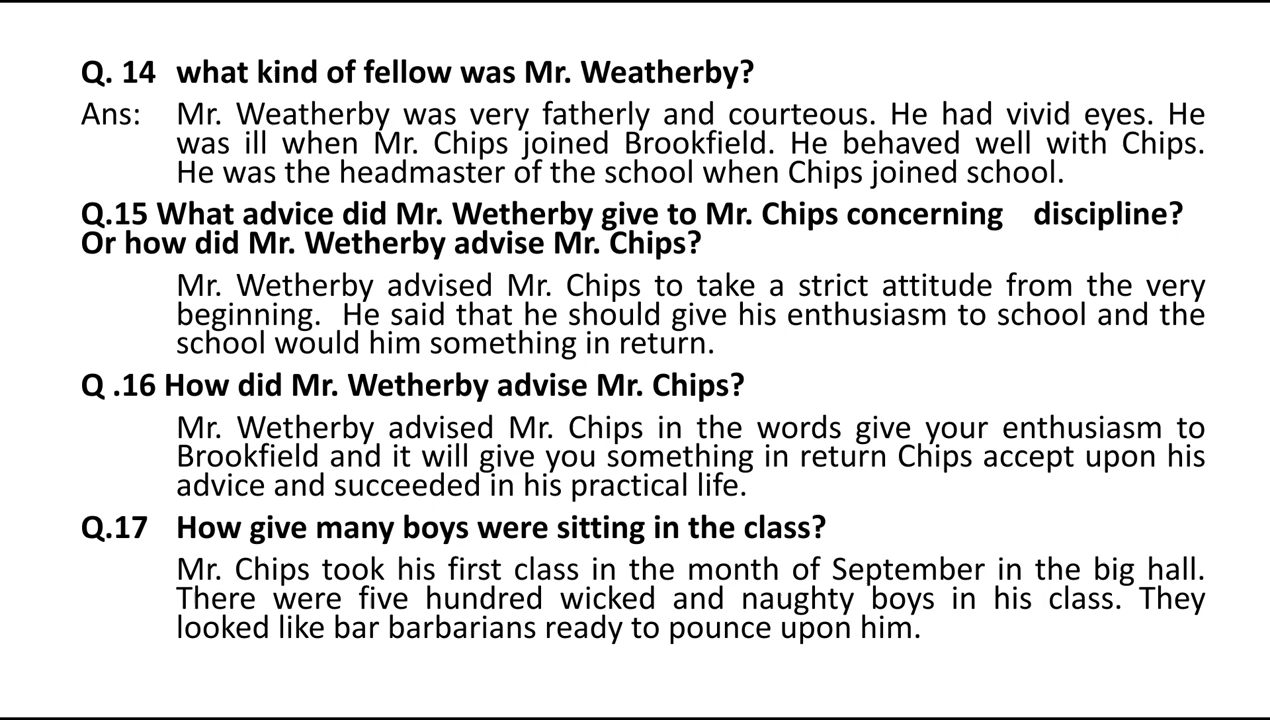 Q. 14 what kind of fellow was Mr. Weatherby?
Ans: Mr. Weatherby was very fatherly and courteous. He had vivid eyes. He
was ill when Mr. Chips joined Brookfield. He behaved well with Chips.
He was the headmaster of the school when Chips joined school.
Q.15 What advice did Mr. Wetherby give to Mr. Chips concerning discipline?
Or how did Mr. Wetherby advise Mr. Chips?
Mr. Wetherby advised Mr. Chips to take a strict attitude from the very
beginning. He said that he should give his enthusiasm to school and the
school would him something in return.
Q .16 How did Mr. Wetherby advise Mr. Chips?
Mr. Wetherby advised Mr. Chips in the words give your enthusiasm to
Brookfield and it will give you something in return Chips accept upon his
advice and succeeded in his practical life.
Q.17 How give many boys were sitting in the class?
Mr. Chips took his first class in the month of September in the big hall.
There were five hundred wicked and naughty boys in his class. They
looked like bar barbarians ready to pounce upon him.